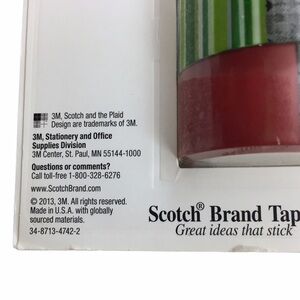 3M, Scotch and the Plaid
Design are trademarks of 3M.
3M, Stationery and Office
Supplies Division
3M Center, St. Paul, MN 55144-1000
Questions or comments?
Call toll-free 1-800-328-6276
www.ScotchBrand.com
© 2013, 3M. All rights reserved.
Made in U.S.A. with globally
sourced materials.
34-8713-4742-2
Scotch® Brand Tap
Great ideas that stick